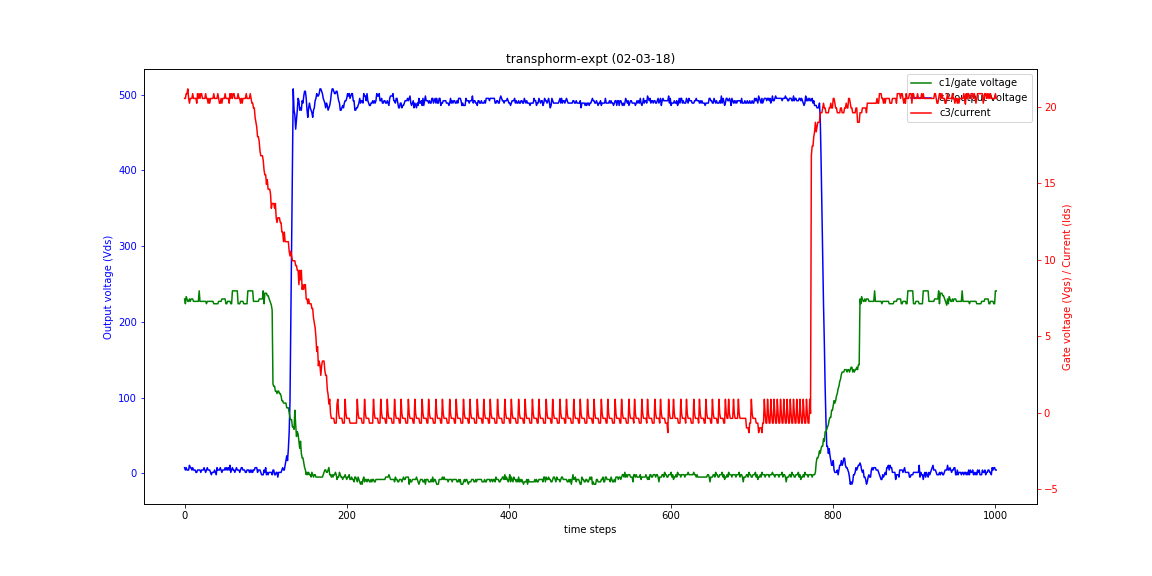 transphorm-expt (02-03-18)
c1/gate voltage
voltage
c3/current
500
400
300
200
100
0
Output voltage (Vds)
20
15
10
5
0
−5
Gate voltage (Vgs) / Current (Ids)
0
200
400
600
800
1000
time steps